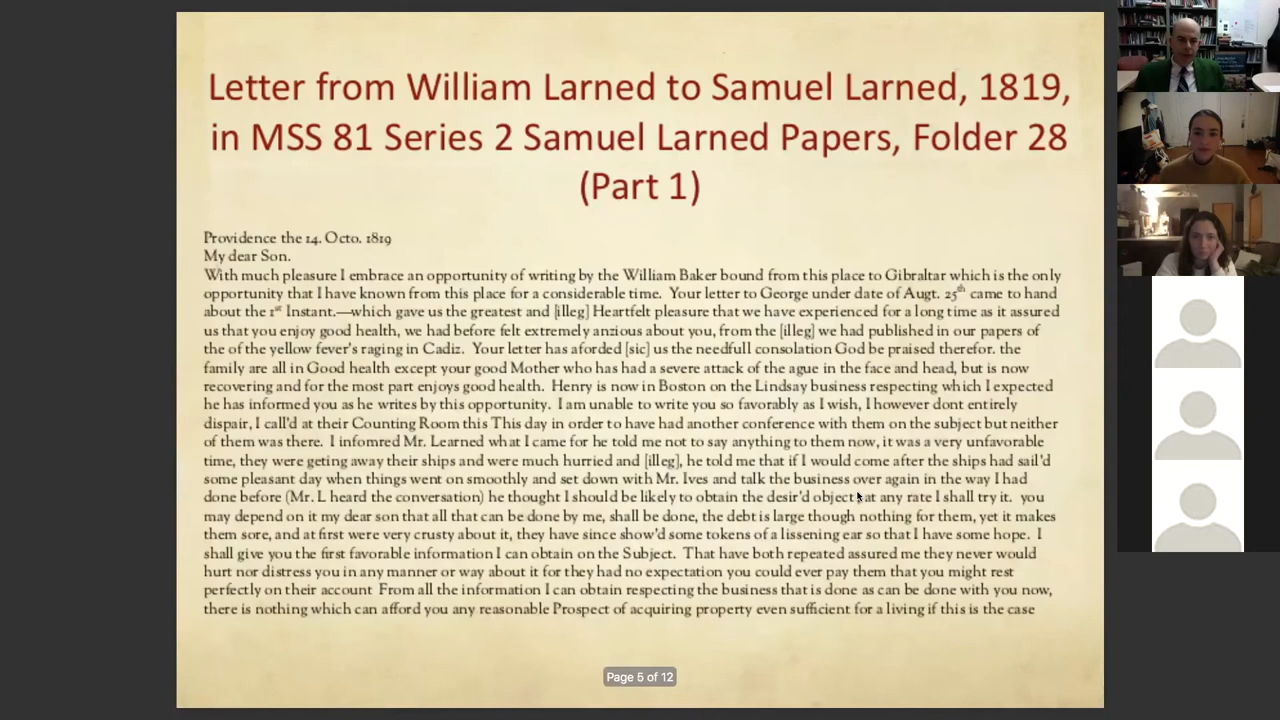 Letter from William Larned to Samuel Larned, 1819,
in MSS 81 Series 2 Samuel Larned Papers, Folder 28
(Part 1)
Providence the 14. Octo. 1819
My dear Son.
With much pleasure I embrace an opportunity of writing by the William Baker bound from this place to Gibraltar which is the only
opportunity that I have known from this place for a considerable time. Your letter to George under date of Augt. 25th came to hand
about the 1st Instant.—which gave us the greatest and [illeg] Heartfelt pleasure that we have experienced for a long time as it assured
us that you enjoy good health, we had before felt extremely anzious about you, from the [illeg] we had published in our papers of
the of the yellow fever's raging in Cadiz. Your letter has aforded [sic] us the needfull consolation God be praised therefor. the
family are all in Good health except your good Mother who has had a severe attack of the ague in the face and head, but is now
recovering and for the most part enjoys good health. Henry is now in Boston on the Lindsay business respecting which I expected
he has informed you as he writes by this opportunity. I am unable to write you so favorably as I wish, I however dont entirely
dispair, I call'd at their Counting Room this This day in order to have had another conference with them on the subject but neither
of them was there. I infomred Mr. Learned what I came for he told me not to say anything to them now, it was a very unfavorable
time, they were geting away their ships and were much hurried and [illeg], he told me that if I would come after the ships had sail'd
some pleasant day when things went on smoothly and set down with Mr. Ives and talk the business over again in the way I had
done before (Mr. L heard the conversation) he thought I should be likely to obtain the desir'd object at any rate I shall try it. you
may depend on it my dear son that all that can be done by me, shall be done, the debt is large though nothing for them, yet it makes
them sore, and at first were very crusty about it, they have since show'd some tokens of a lissening ear so that I have some hope. I
shall give you the first favorable information I can obtain on the Subject. That have both repeated assured me they never would
hurt nor distress you in any manner or way about it for they had no expectation you could ever pay them that you might rest
perfectly on their account From all the information I can obtain respecting the business that is done as can be done with you now,
there is nothing which can afford you any reasonable Prospect of acquiring property even sufficient for a living if this is the case
Page 5 of 12